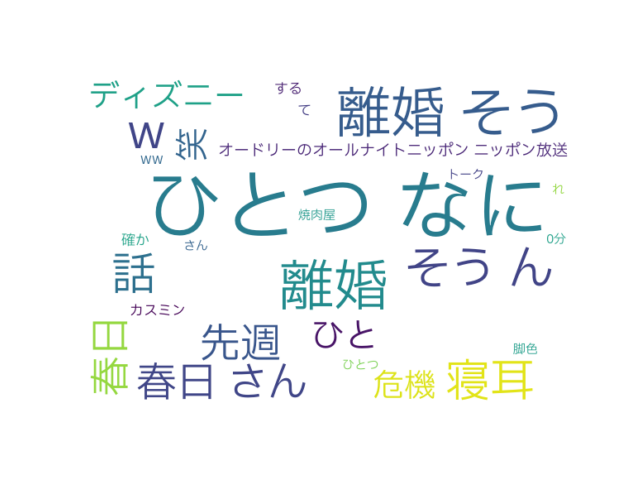 ディズニー
する
て
離婚 そう
w
ww
笑
オードリーのオールナイトニッポン ニッポン放送
トーク
ひとつ なに
焼肉屋
れ
確か
さん
0分
話
離婚
そう ん
カスミン
春日
先週
ひと
脚色
春日 さん
ひとつ
危機
寝耳